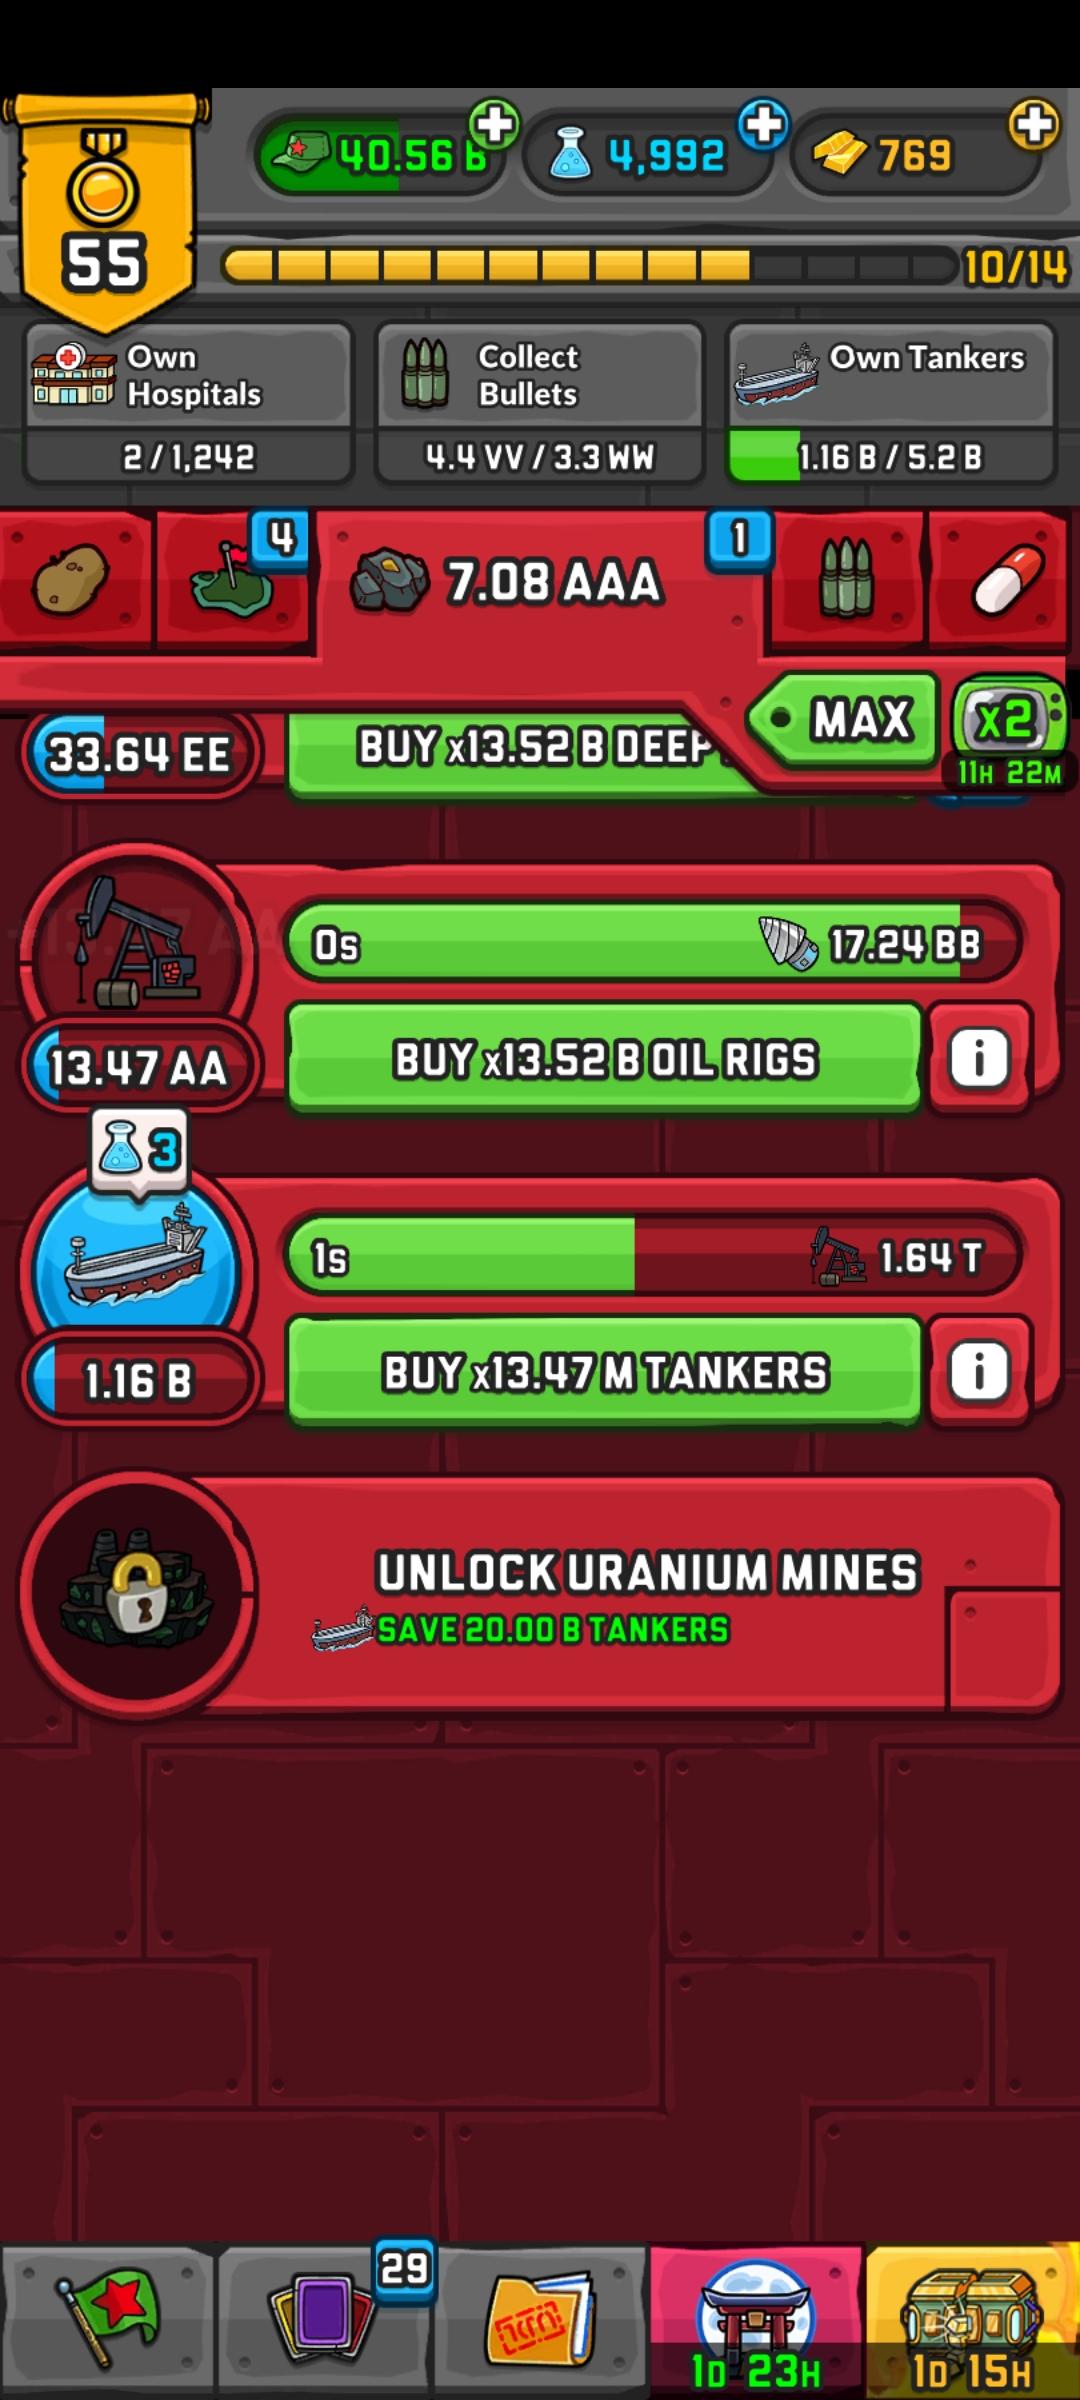 40.56 B
4,992
769
55
10/14
Own
Hospitals
2 / 1,242
Collect
Bullets
4.4 VV / 3.3 WW
Own Tankers
1.16 B / 5.2 B
4
7.08 AAA
1
MAX
x2
11H 22M
33.64 EE
BUY x13.52 B DEEP
0s
17.24 BB
13.47 AA
BUY x13.52 B OIL RIGS
i
3
1s
1.64 T
1.16 B
BUY x13.47 M TANKERS
i
UNLOCK URANIUM MINES
SAVE 20.00 B TANKERS
29
1D 23H
1D 15H